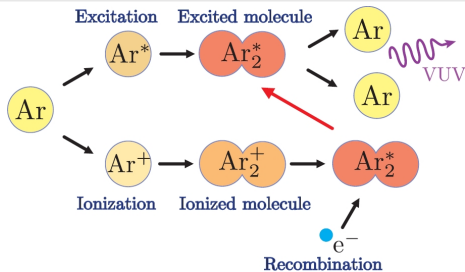 Excitation Excited molecule
Ar
Ar*
Ar₂*
Ar
VUV
Ar
Ar
Ar⁺
Ar₂⁺
Ar₂*
Ionization Ionized molecule
e⁻
Recombination